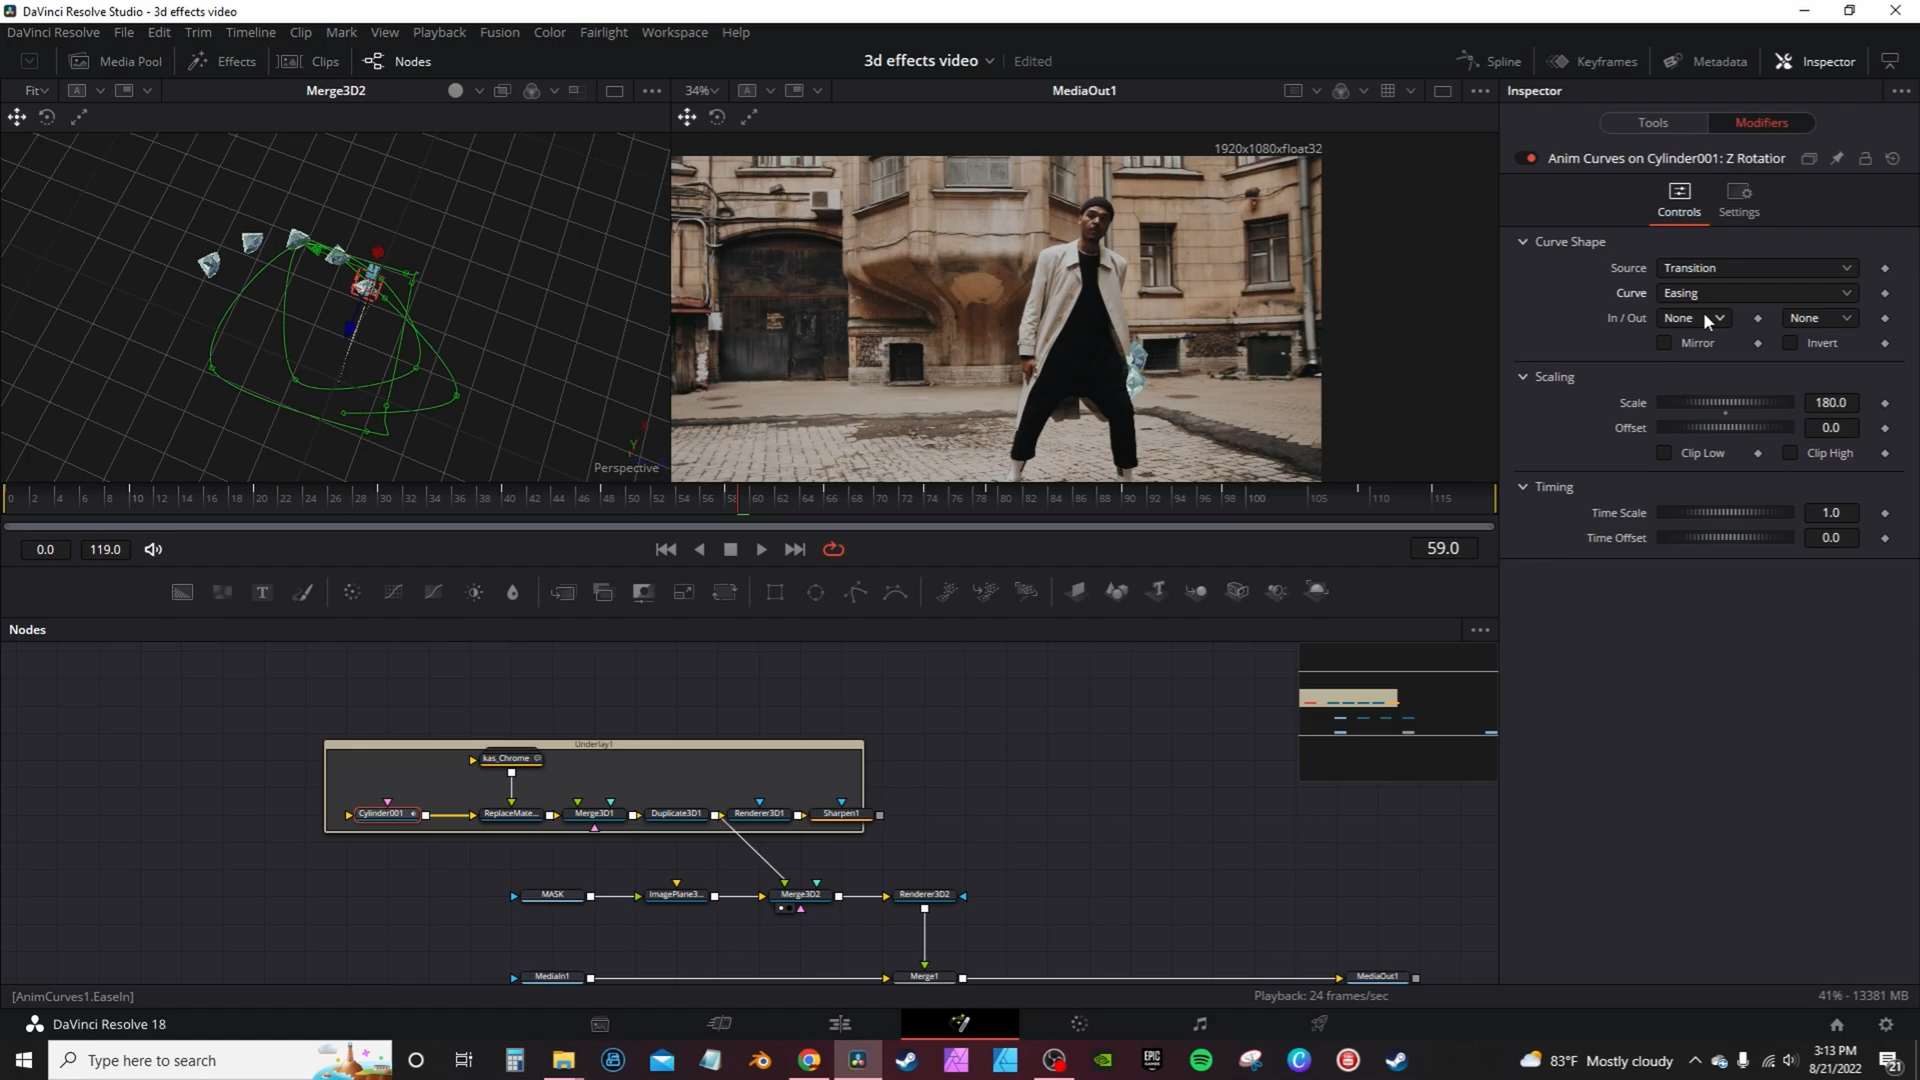 DaVinci Resolve Studio - 3d effects video
DaVinci Resolve File Edit Trim Timeline Clip Mark View Playback Fusion Color Fairlight Workspace Help
Media Pool Effects Clips Nodes 3d effects video Edited Spline Keyframes Metadata Inspector
Fit A Merge3D2 34% A MediaOut1 Inspector
Tools Modifiers
1920x1080xfloat32
Anim Curves on Cylinder001: Z Rotation
Controls Settings
Curve Shape
Source Transition
Curve Easing
In / Out None None
Mirror Invert
Scaling
Scale 180.0
Offset 0.0
Clip Low Clip High
Timing
Time Scale 1.0
Time Offset 0.0
Y
Perspective
0 2 4 6 8 10 12 14 16 18 20 22 24 26 28 30 32 34 36 38 40 42 44 46 48 50 52 54 56 58 60 62 64 66 68 70 72 74 76 78 80 82 84 86 88 90 92 94 96 98 100 105 110 115
0.0 119.0 59.0
T T
Nodes
Underlay1
kas_Chrome
Cylinder001 ReplaceMate... Merge3D1 Duplicate3D1 Renderer3D1 Sharpen1
MASK ImagePlane3... Merge3D2 Renderer3D2
MediaIn1 Merge1 MediaOut1
[AnimCurves1.EaseIn] Playback: 24 frames/sec 41% - 13381 MB
DaVinci Resolve 18
Type here to search
EPIC GAMES
83°F Mostly cloudy
3:13 PM
8/21/2022
21